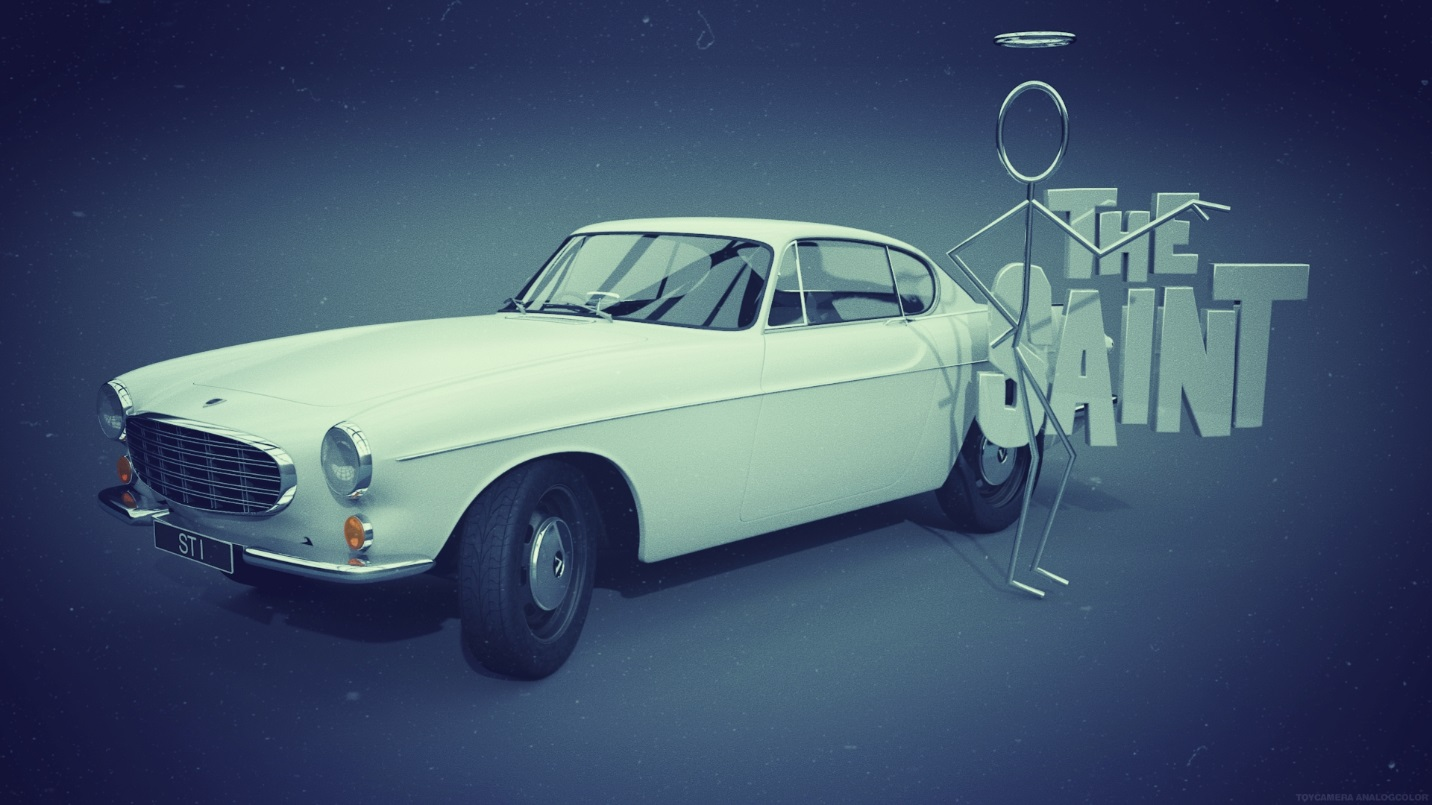 THE
SAINT
ST 1
TOYCAMERA ANALOGCOLOR